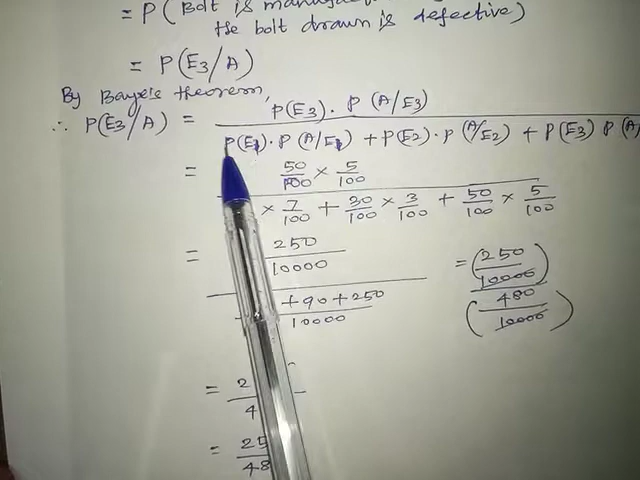 = P( Bolt is
the bolt drawn is defective)
= P(E3/A)
By Baye's theorem,
∴ P(E3/A) = P(E3). P(A/E3)
P(E1). P(A/E1) + P(E2). P(A/E2) + P(E3) P(A
= 50/100 × 5/100
× 7/100 + 30/100 × 3/100 + 50/100 × 5/100
= 250/10000 = (250/10000)
+ 90 + 250/10000 (480/10000)
= 2
4
= 25
48